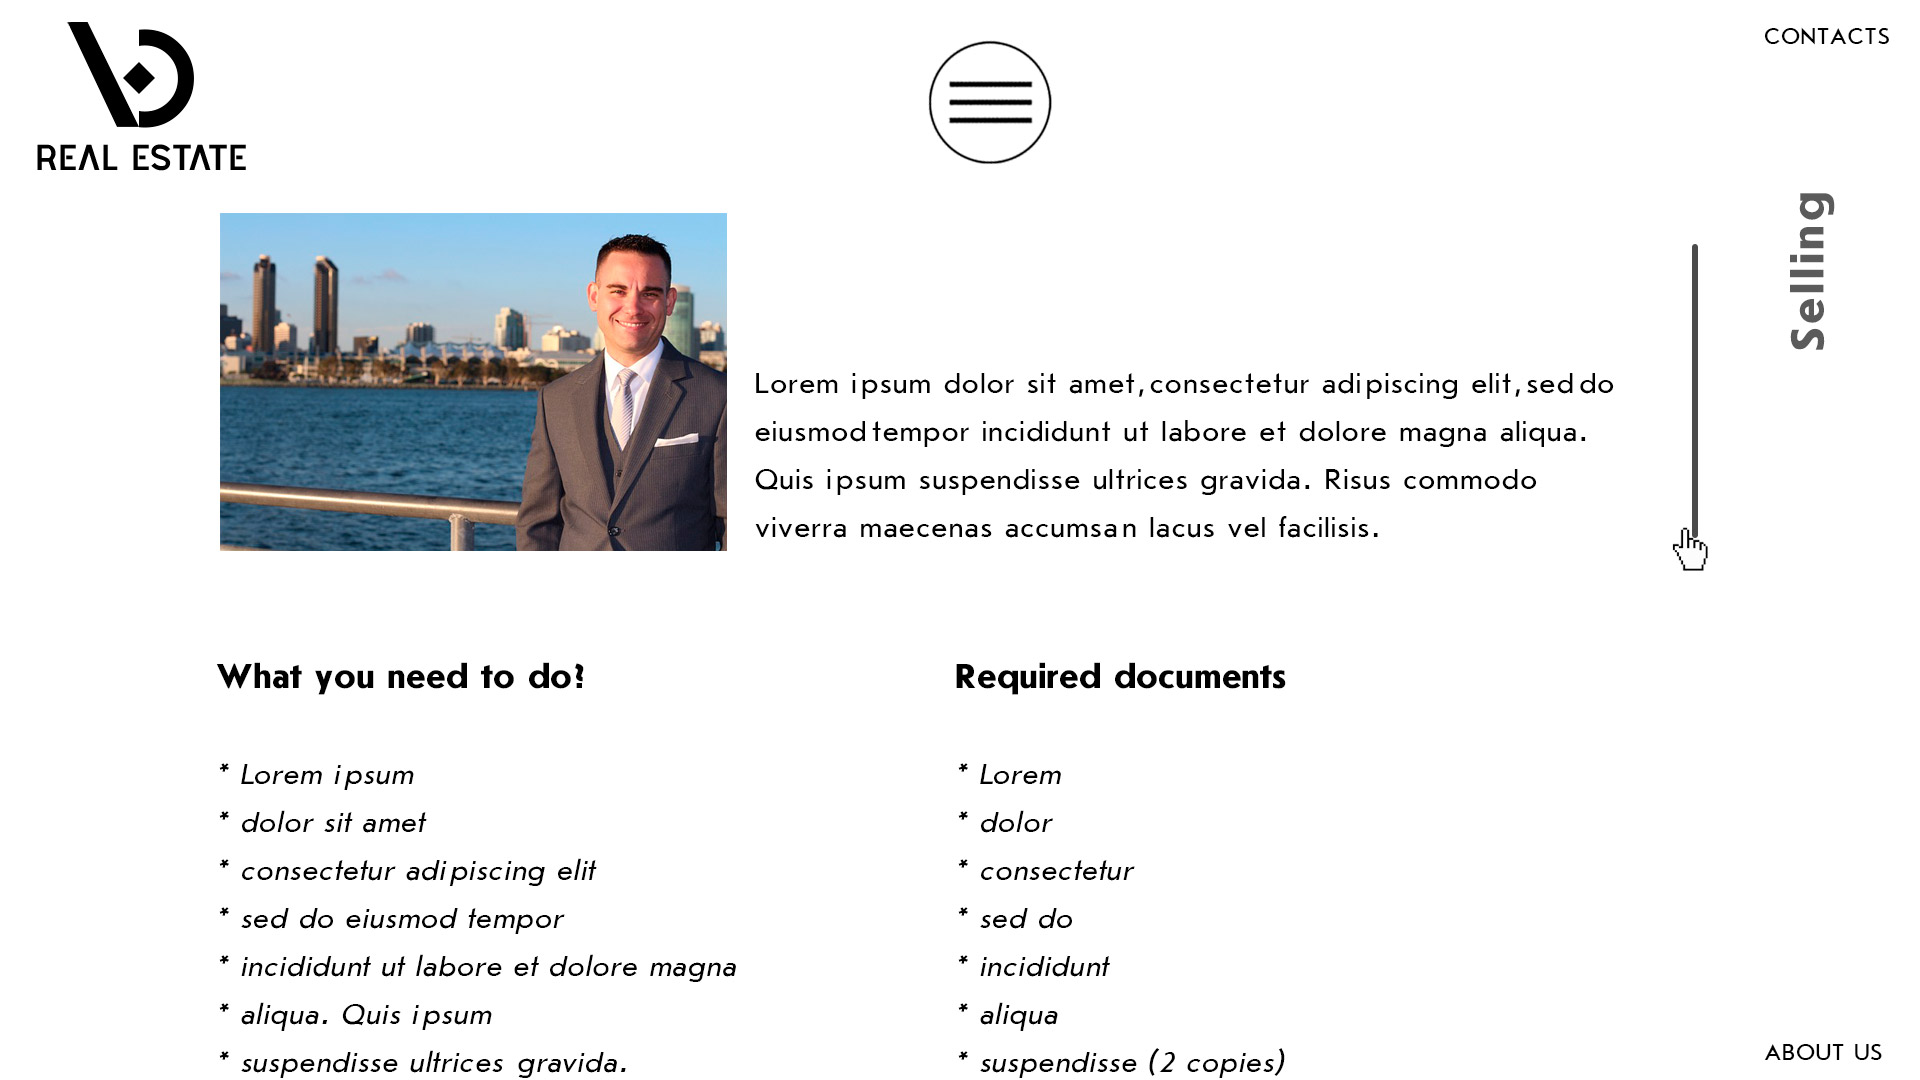 CONTACTS
REAL ESTATE
Selling
Lorem ipsum dolor sit amet, consectetur adipiscing elit, sed do
eiusmod tempor incididunt ut labore et dolore magna aliqua.
Quis ipsum suspendisse ultrices gravida. Risus commodo
viverra maecenas accumsan lacus vel facilisis.
What you need to do?
* Lorem ipsum
* dolor sit amet
* consectetur adipiscing elit
* sed do eiusmod tempor
* incididunt ut labore et dolore magna
* aliqua. Quis ipsum
* suspendisse ultrices gravida.
Required documents
* Lorem
* dolor
* consectetur
* sed do
* incididunt
* aliqua
* suspendisse (2 copies)
ABOUT US